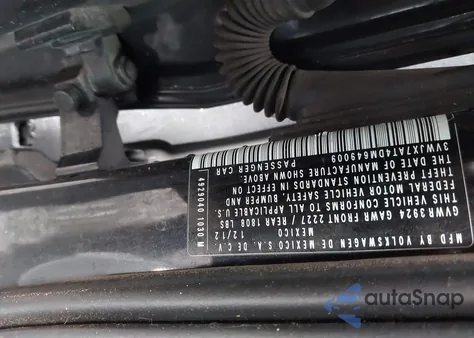 MFD BY VOLKSWAGEN DE MEXICO S.A. DE C.V.
MEXICO 12/12
GVWR 3924 GAWR FRONT 2227 / REAR 1808 LBS
THIS VEHICLE CONFORMS TO ALL APPLICABLE U.S.
FEDERAL MOTOR VEHICLE SAFETY, BUMPER AND
THEFT PREVENTION STANDARDS IN EFFECT
THE DATE OF MANUFACTURE SHOWN ABOVE
PASSENGER CAR
3VWJX7AT4DM649009
4929040 1030 M
autoSnap